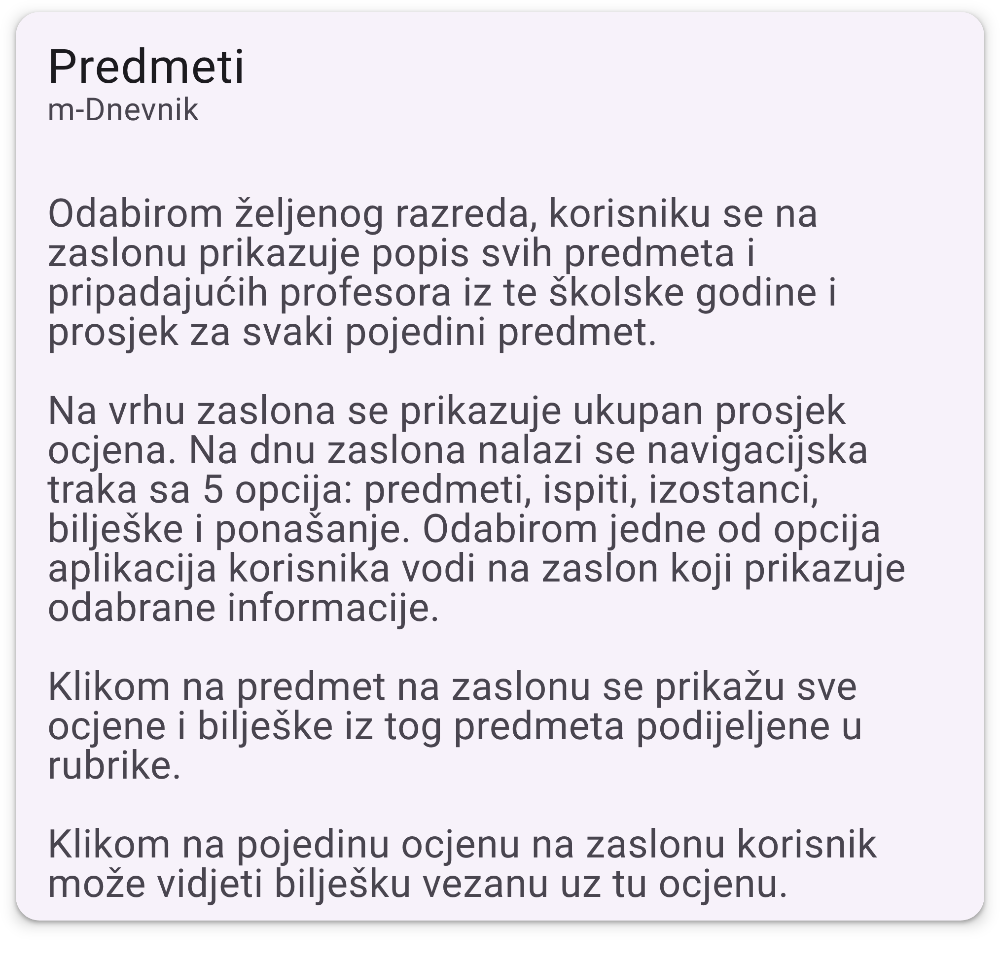 Predmeti
m-Dnevnik
Odabirom željenog razreda, korisniku se na
zaslonu prikazuje popis svih predmeta i
pripadajućih profesora iz te školske godine i
prosjek za svaki pojedini predmet.
Na vrhu zaslona se prikazuje ukupan prosjek
ocjena. Na dnu zaslona nalazi se navigacijska
traka sa 5 opcija: predmeti, ispiti, izostanci,
bilješke i ponašanje. Odabirom jedne od opcija
aplikacija korisnika vodi na zaslon koji prikazuje
odabrane informacije.
Klikom na predmet na zaslonu se prikažu sve
ocjene i bilješke iz tog predmeta podijeljene u
rubrike.
Klikom na pojedinu ocjenu na zaslonu korisnik
može vidjeti bilješku vezanu uz tu ocjenu.